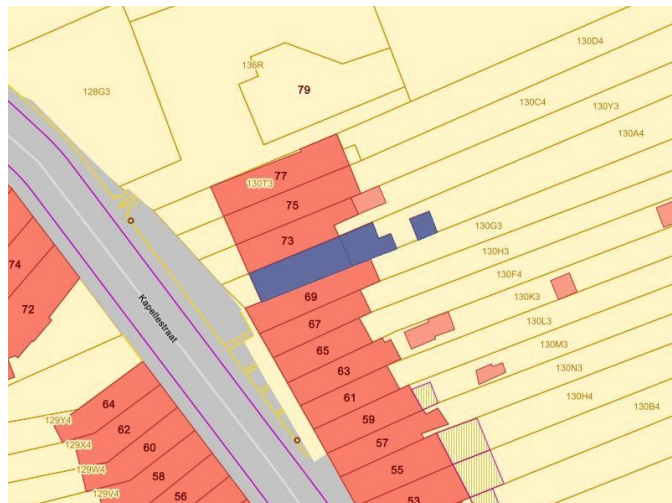 130D4
136R
128G3
79
130C4
130Y3
130A4
77
130T3
75
73
130G3
130H3
130F4
130K3
74
72
69
67
65
63
61
59
57
55
53
130L3
130M3
130N3
130H4
130B4
Kapellestraat
64
62
60
58
56
129Y4
129X4
129W4
129V4